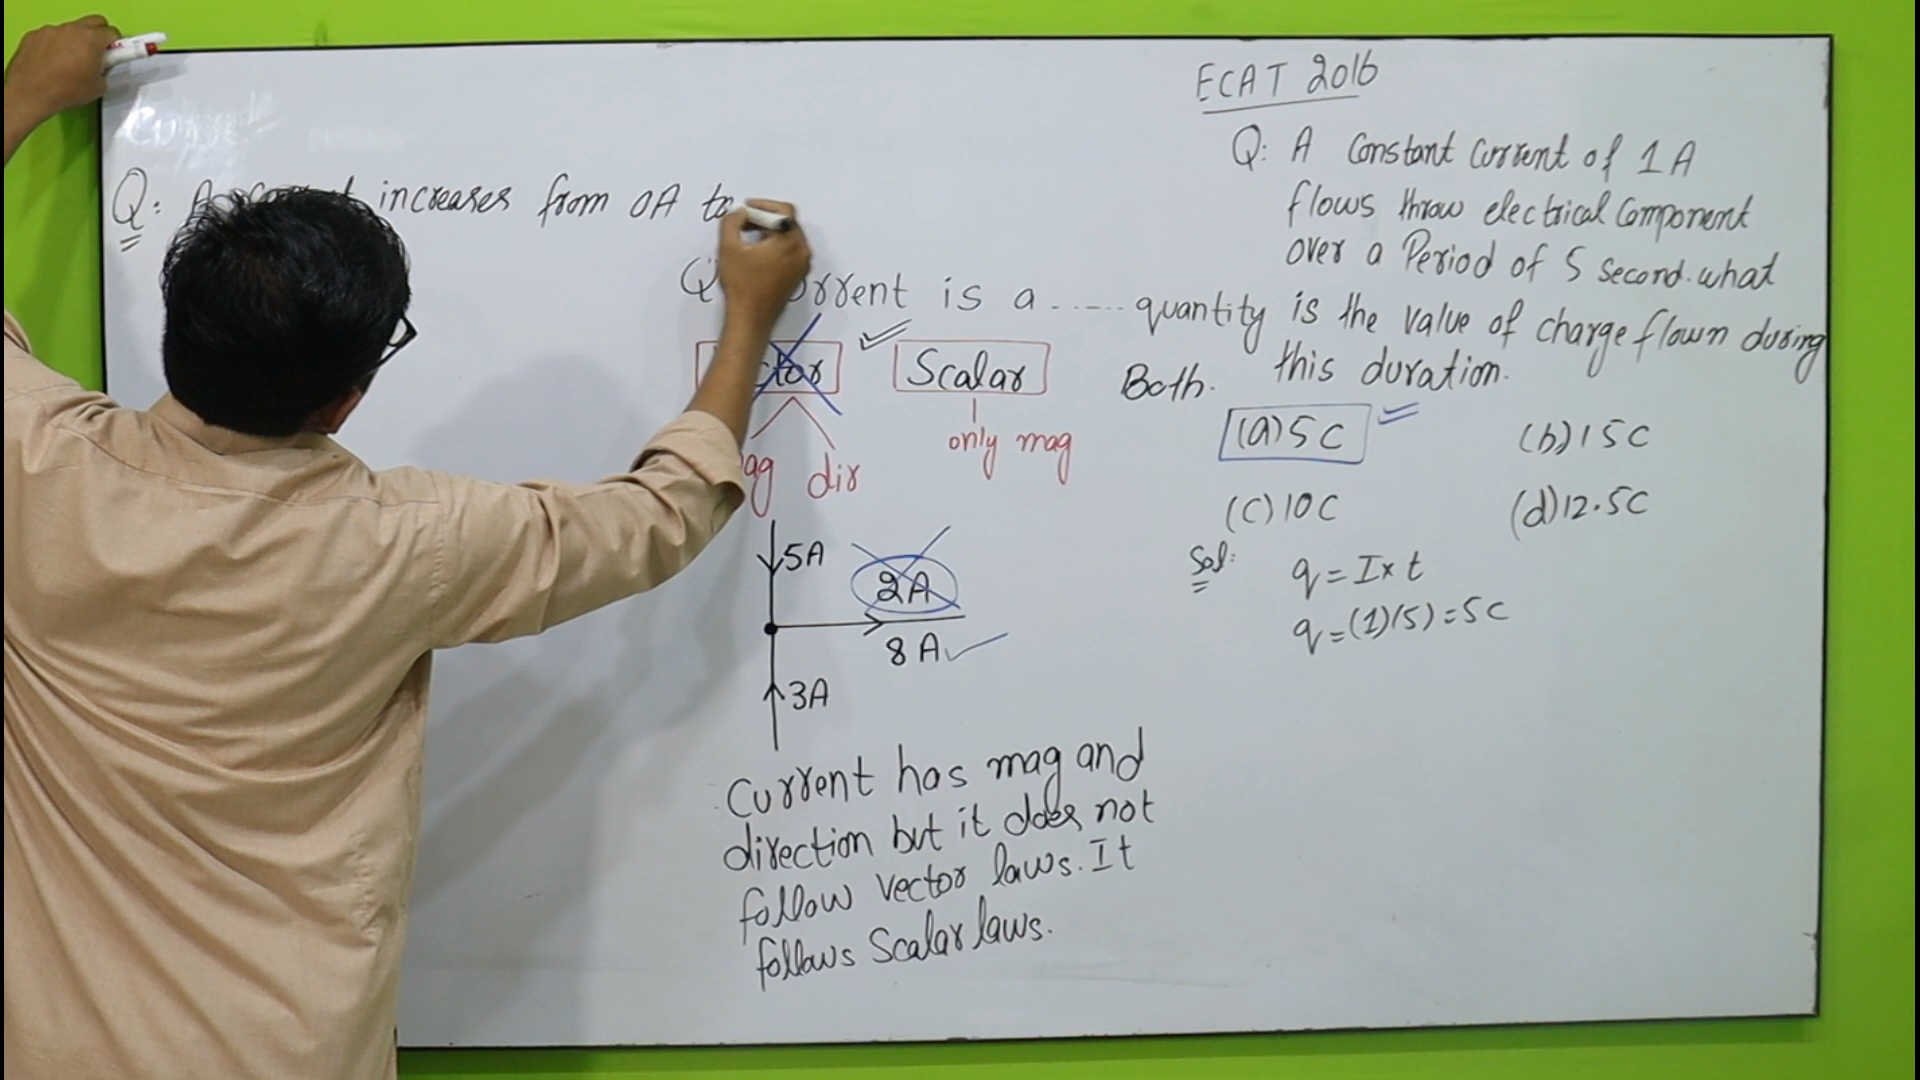 Q: increases from 0A to
Q is a ..... quantity
Scalar
Both.
only mag
dir
5A
2A
8A
3A
Current has mag and
direction but it does not
follow vector laws. It
follows Scalar laws.
ECAT 2016
Q: A Constant Current of 1A
flows throw electrical Component
over a Period of 5 second. what
is the value of charge flown during
this duration.
(a) 5C
(b) 15C
(c) 10C
(d) 12.5C
Sol:
q = I x t
q = (1)(5) = 5C